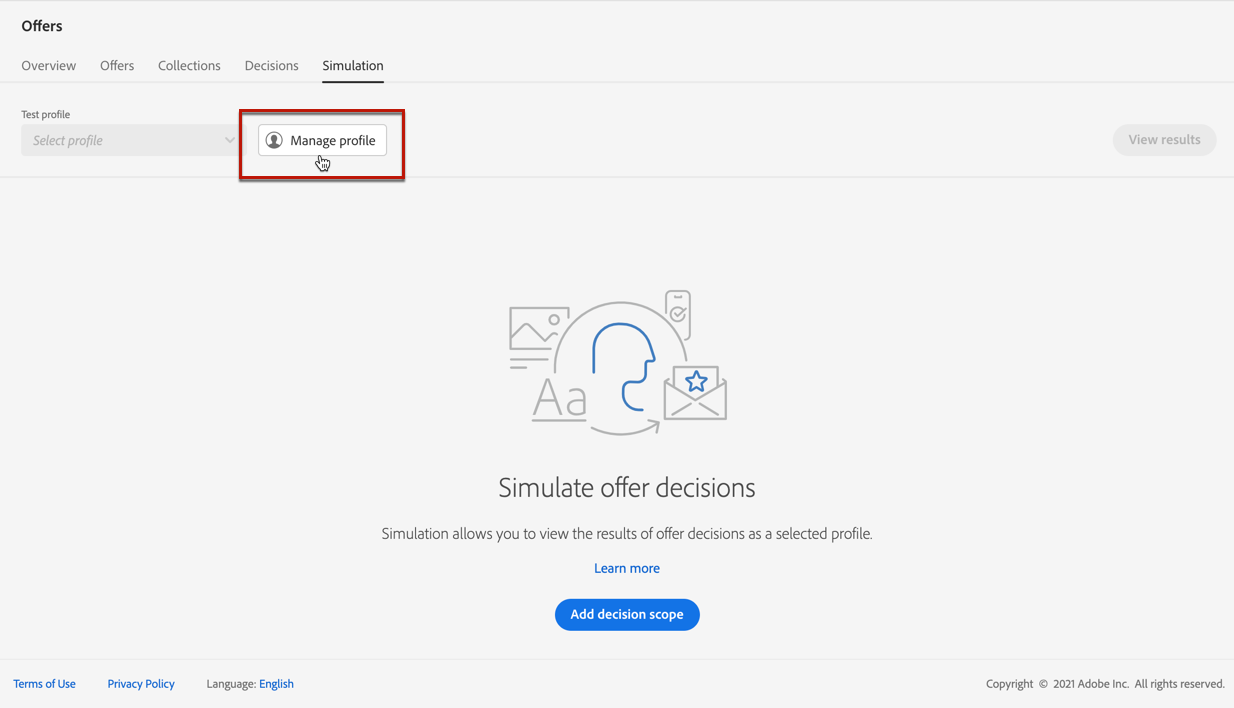 Offers
Overview Offers Collections Decisions Simulation
Test profile
Select profile Manage profile View results
Aa
Simulate offer decisions
Simulation allows you to view the results of offer decisions as a selected profile.
Learn more
Add decision scope
Terms of Use Privacy Policy Language: English Copyright © 2021 Adobe Inc. All rights reserved.